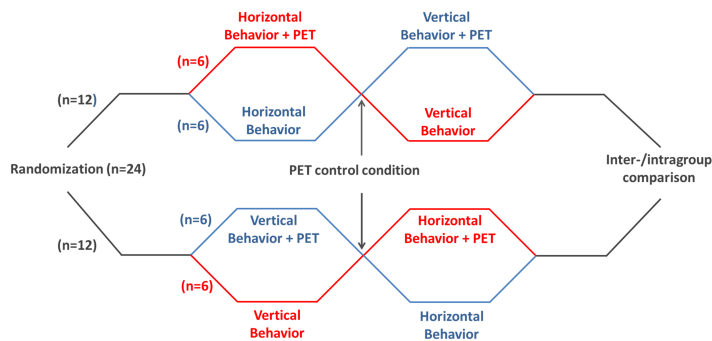 Horizontal
Behavior + PET
Vertical
Behavior + PET
(n=6)
(n=12)
(n=6)
Horizontal
Behavior
Vertical
Behavior
Randomization (n=24)
PET control condition
Inter-/intragroup
comparison
(n=6)
Vertical
Behavior + PET
Horizontal
Behavior + PET
(n=12)
(n=6)
Vertical
Behavior
Horizontal
Behavior